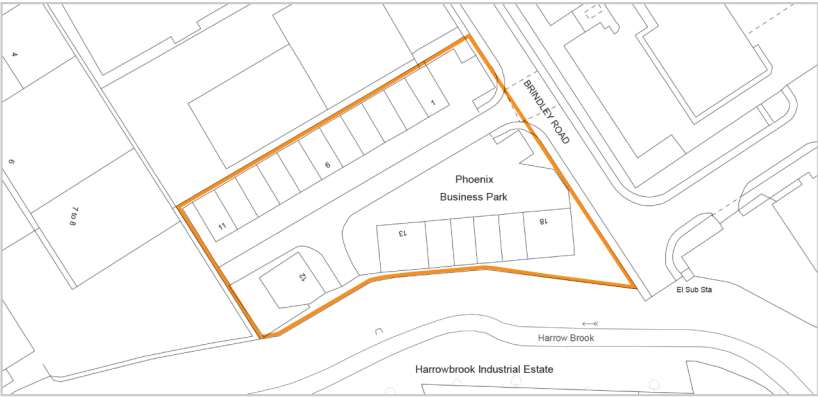 4
BRINDLEY ROAD
1
6
9
Phoenix
Business Park
7 to 8
11
13
18
12
El Sub Sta
Harrow Brook
Harrowbrook Industrial Estate